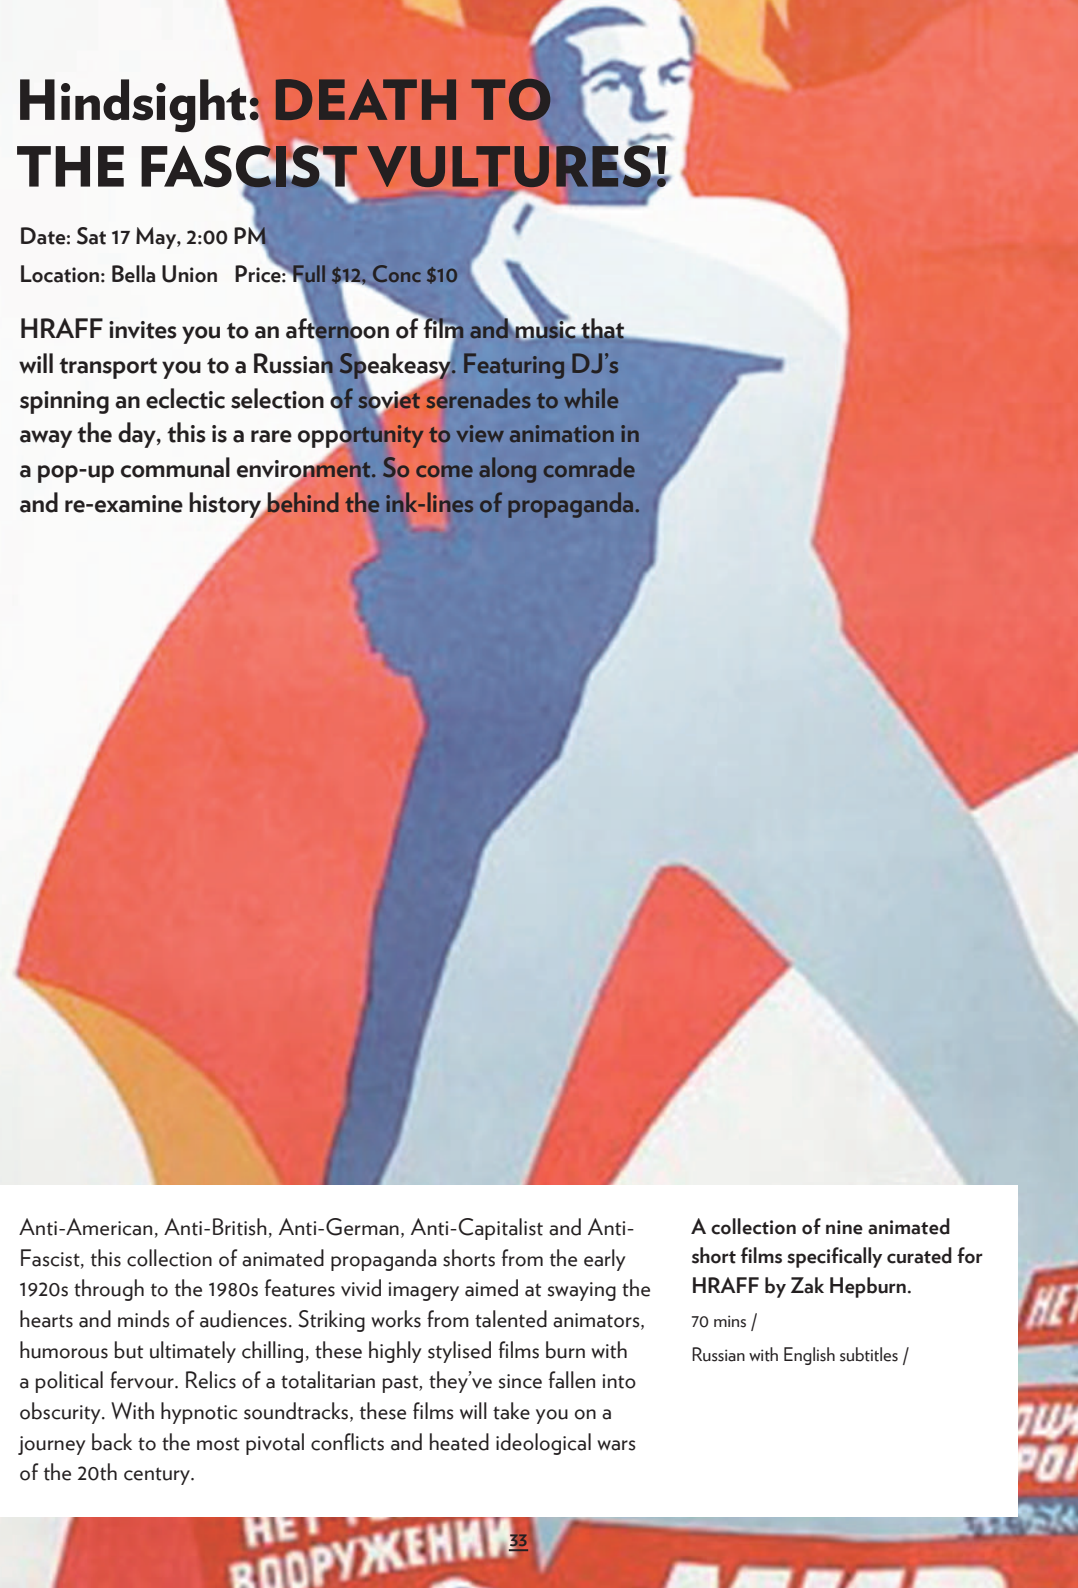 Hindsight: DEATH TO
THE FASCIST VULTURES!
Date: Sat 17 May, 2:00 PM
Location: Bella Union Price: Full $12, Conc $10
HRAFF invites you to an afternoon of film and music that
will transport you to a Russian Speakeasy. Featuring DJ's
spinning an eclectic selection of soviet serenades to while
away the day, this is a rare opportunity to view animation in
a pop-up communal environment. So come along comrade
and re-examine history behind the ink-lines of propaganda.
Anti-American, Anti-British, Anti-German, Anti-Capitalist and Anti-
Fascist, this collection of animated propaganda shorts from the early
1920s through to the 1980s features vivid imagery aimed at swaying the
hearts and minds of audiences. Striking works from talented animators,
humorous but ultimately chilling, these highly stylised films burn with
a political fervour. Relics of a totalitarian past, they've since fallen into
obscurity. With hypnotic soundtracks, these films will take you on a
journey back to the most pivotal conflicts and heated ideological wars
of the 20th century.
A collection of nine animated
short films specifically curated for
HRAFF by Zak Hepburn.
70 mins /
Russian with English subtitles /
НЕТ
НЕТ
ВООРУЖЕНИЙ
33